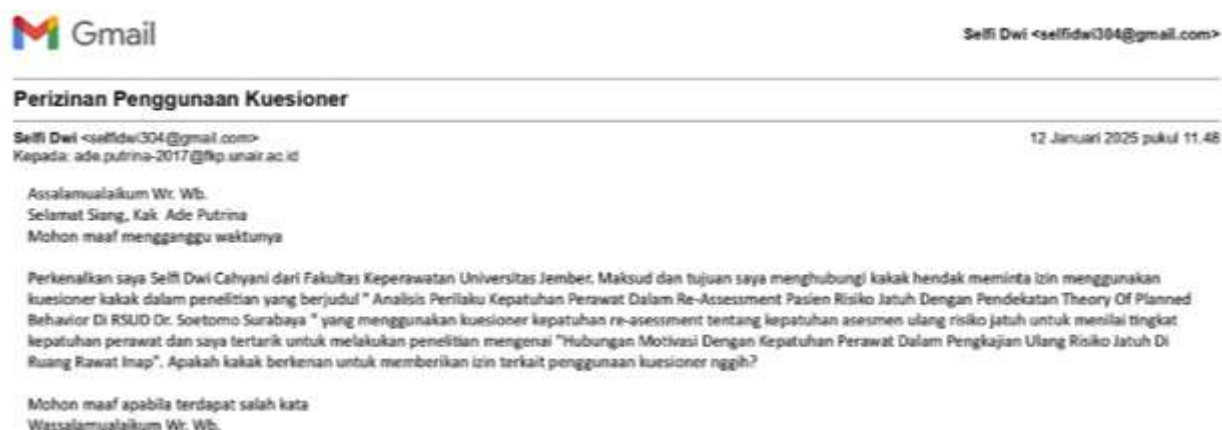 Gmail
Selfi Dwi <selfidwi304@gmail.com>
Perizinan Penggunaan Kuesioner
Selfi Dwi <selfidwi304@gmail.com>
12 Januari 2025 pukul 11.48
Kepada: ade.putrina-2017@fkp.unair.ac.id
Assalamualaikum Wr. Wb.
Selamat Siang, Kak Ade Putrina
Mohon maaf mengganggu waktunya
Perkenalkan saya Selfi Dwi Cahyani dari Fakultas Keperawatan Universitas Jember. Maksud dan tujuan saya menghubungi kakak hendak meminta izin menggunakan
kuesioner kakak dalam penelitian yang berjudul " Analisis Perilaku Kepatuhan Perawat Dalam Re-Assessment Pasien Risiko Jatuh Dengan Pendekatan Theory Of Planned
Behavior Di RSUD Dr. Soetomo Surabaya " yang menggunakan kuesioner kepatuhan re-asessment tentang kepatuhan asesmen ulang risiko jatuh untuk menilai tingkat
kepatuhan perawat dan saya tertarik untuk melakukan penelitian mengenai "Hubungan Motivasi Dengan Kepatuhan Perawat Dalam Pengkajian Ulang Risiko Jatuh Di
Ruang Rawat Inap". Apakah kakak berkenan untuk memberikan izin terkait penggunaan kuesioner nggih?
Mohon maaf apabila terdapat salah kata
Wassalamualaikum Wr. Wb.